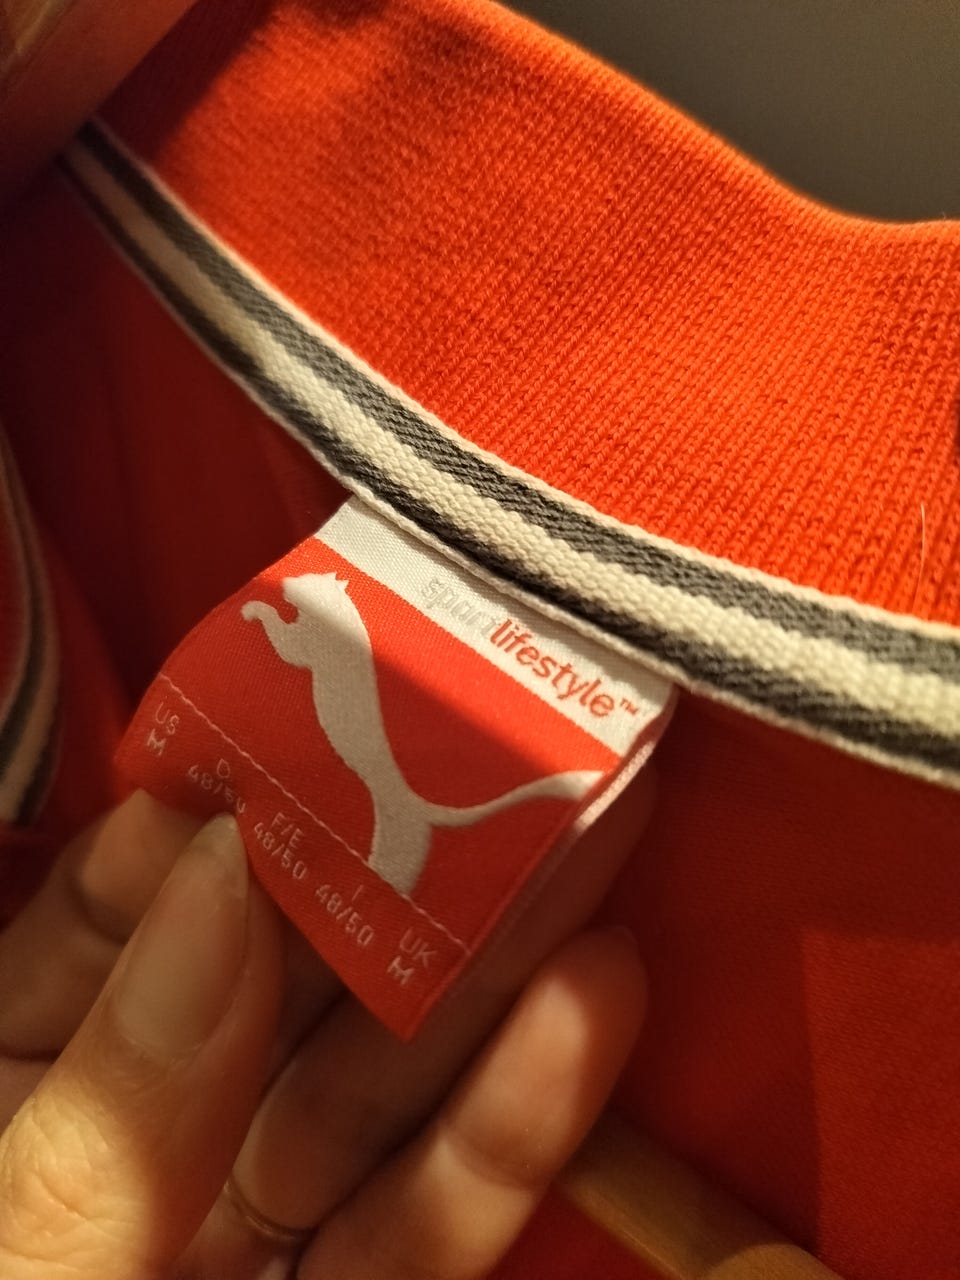 sportlifestyle™
US D F/E I UK
M 48/50 48/50 48/50 M